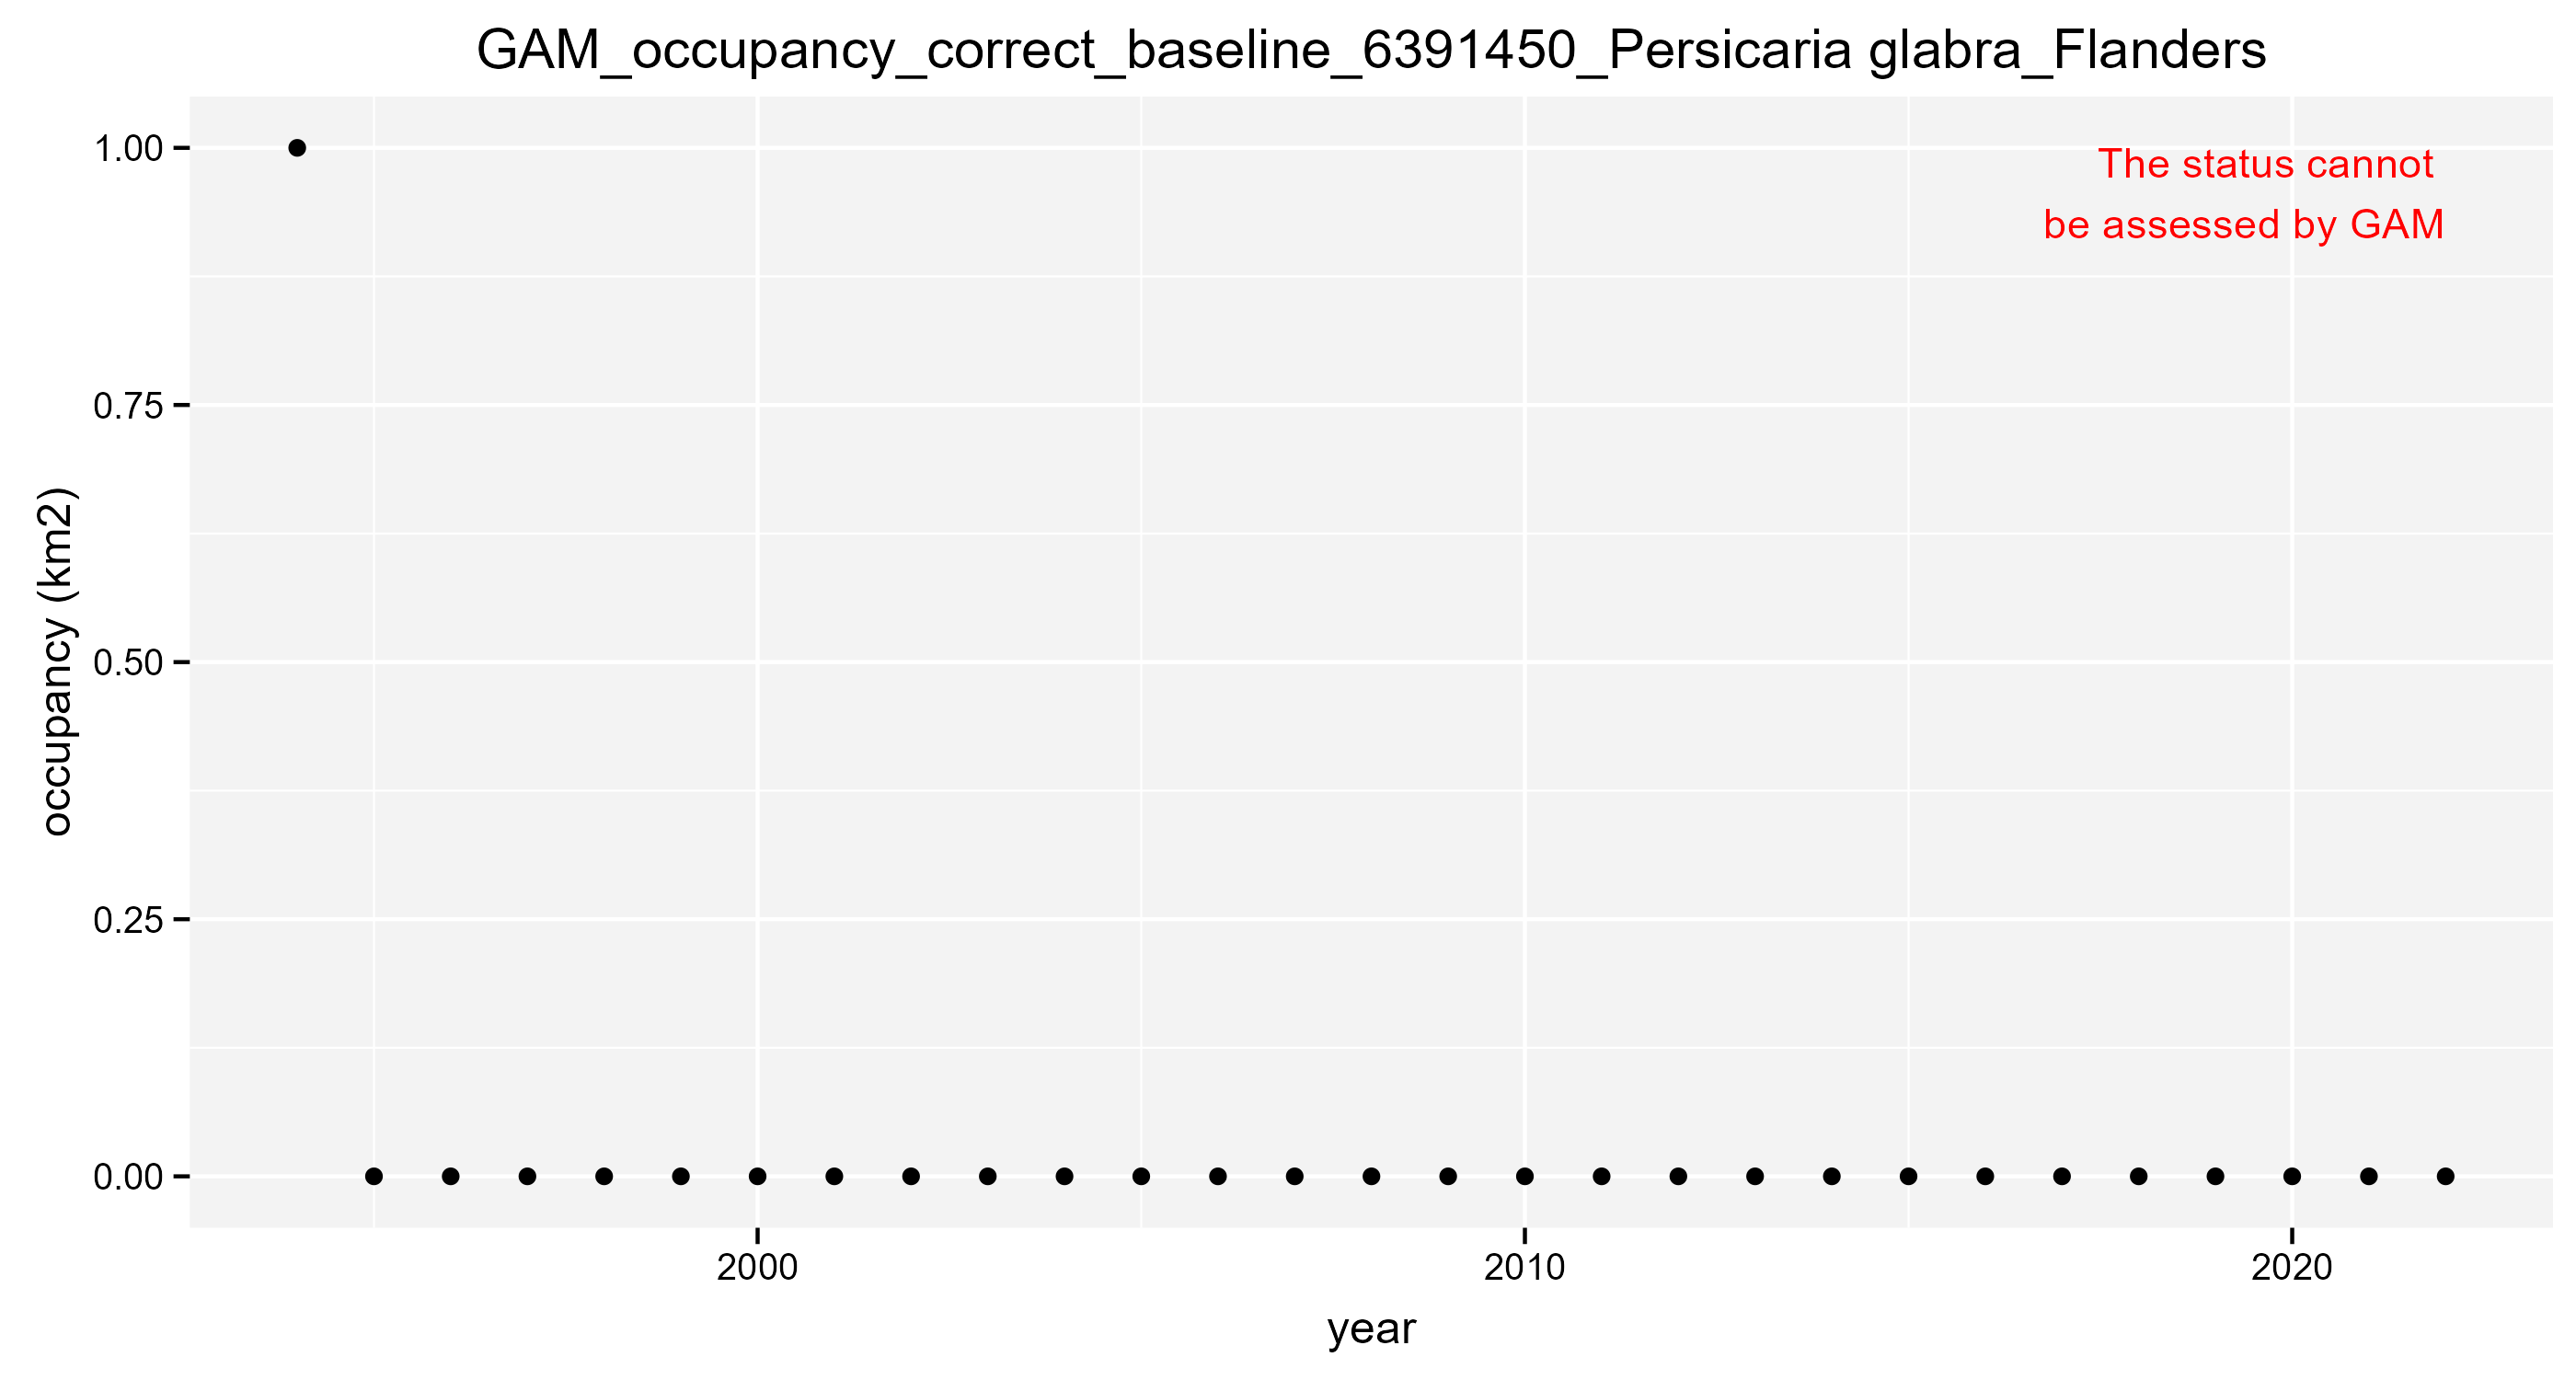 GAM_occupancy_correct_baseline_6391450_Persicaria glabra_Flanders
The status cannot
be assessed by GAM
occupancy (km2)
1.00
0.75
0.50
0.25
0.00
2000
2010
2020
year